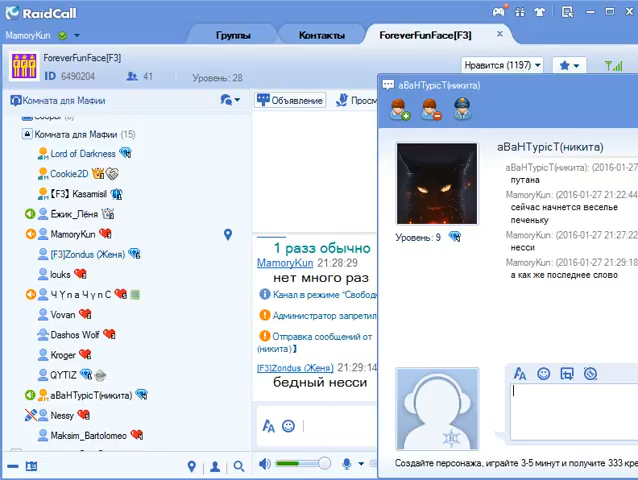 RaidCall
MamoryKun
Группы
Контакты
ForeverFunFace[F3]
ForeverFunFace[F3]
ID 6490204
41
Уровень: 28
Нравится (1197)
Комната для Мафии
Объявление
Комната для Мафии (15)
Lord of Darkness
Cookie2D
【F3】Kasamisil
Ёжик_Лёня
MamoryKun
[F3]Zondus (Женя)
louks
Vovan
Dashos Wolf
Kroger
QYTIZ
aBaHTypicT(никита)
Nessy
Maksim_Bartolomeo
1 разз обычно
MamoryKun 21:28:29
нет много раз
Канал в режиме "Свобод
Администратор запретил
Отправка сообщений от
(никита)】
[F3]Zondus (Женя) 21:29:14
бедный несси
aBaHTypicT(никита)
aBaHTypicT(никита)
Уровень: 9
aBaHTypicT(никита): (2016-01-27
путана
MamoryKun: (2016-01-27 21:22:44
сейчас начнется веселье
печеньку
MamoryKun: (2016-01-27 21:27:22
несси
MamoryKun: (2016-01-27 21:29:18
а как же последнее слово
Создайте персонажа, играйте 3-5 минут и получите 333 кре